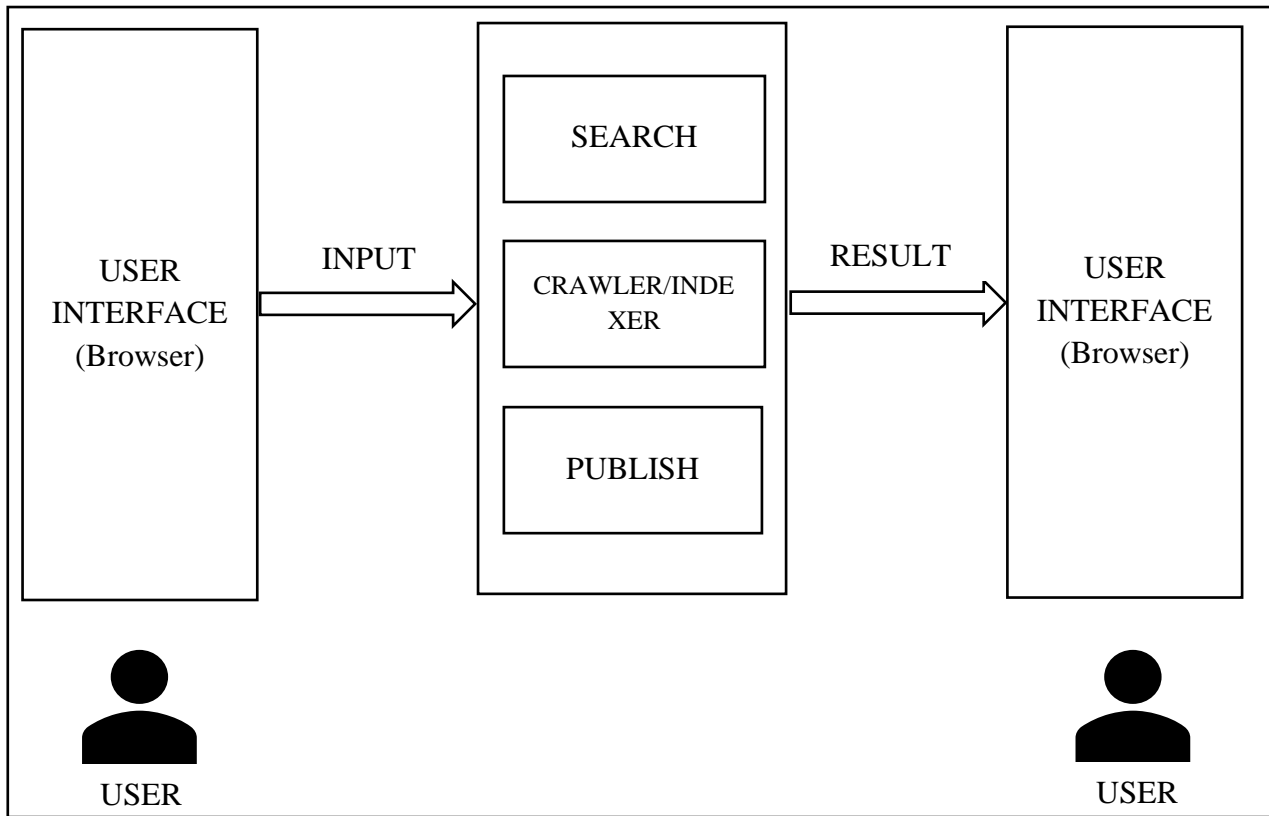 USER
INTERFACE
(Browser)
INPUT
SEARCH
CRAWLER/INDE
XER
PUBLISH
RESULT
USER
INTERFACE
(Browser)
USER
USER